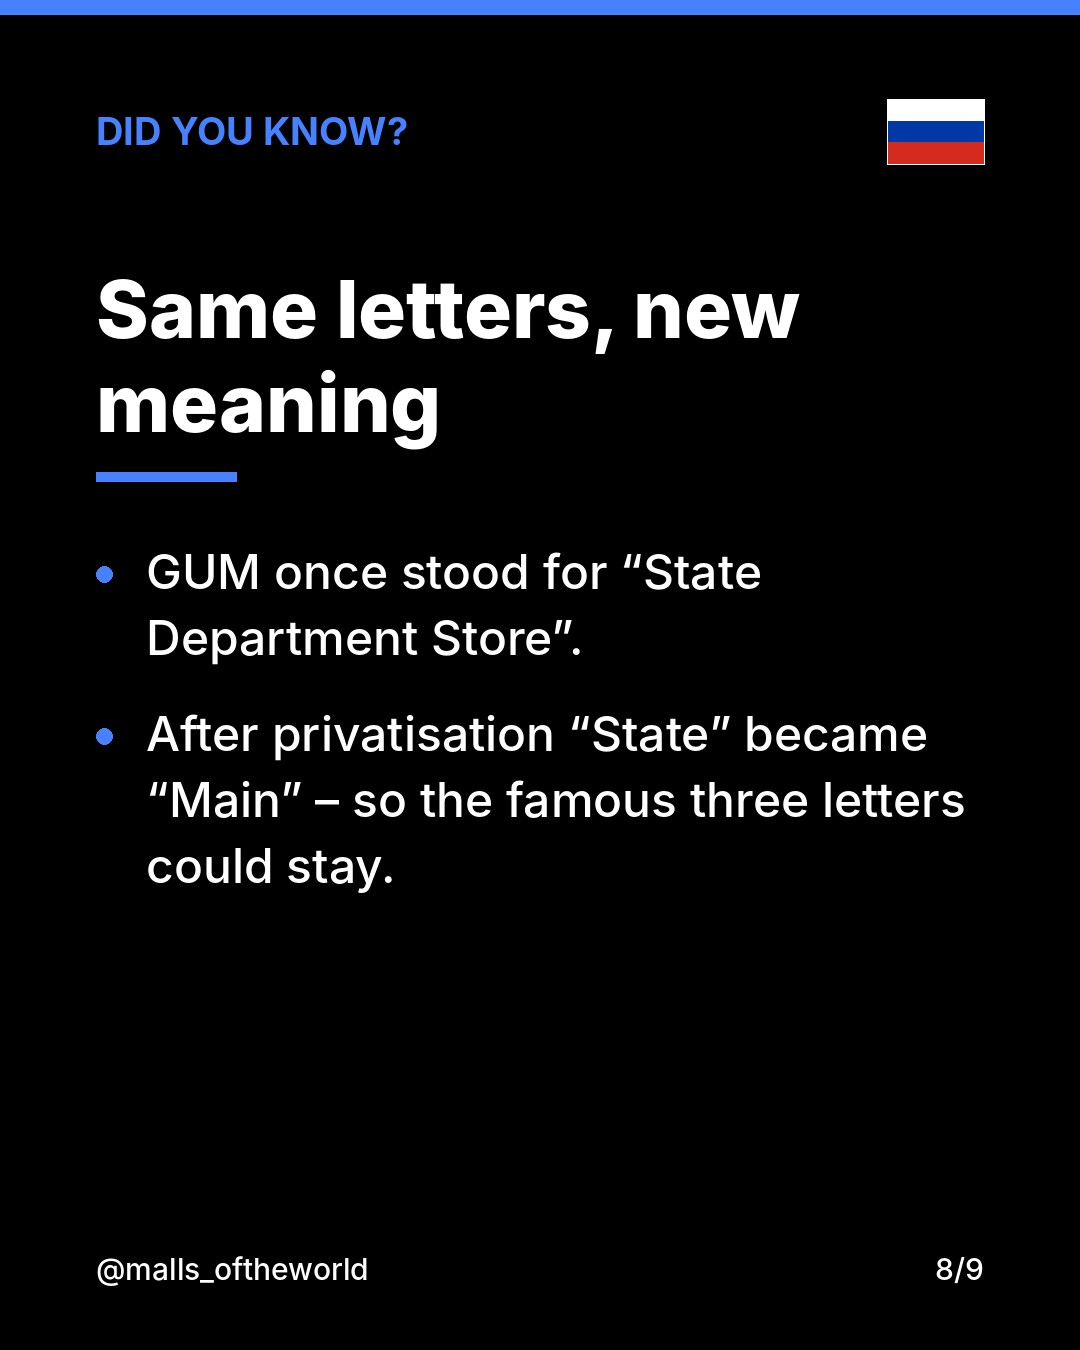 DID YOU KNOW?
Same letters, new
meaning
GUM once stood for “State
Department Store”.
After privatisation “State” became
“Main” – so the famous three letters
could stay.
@malls_oftheworld
8/9